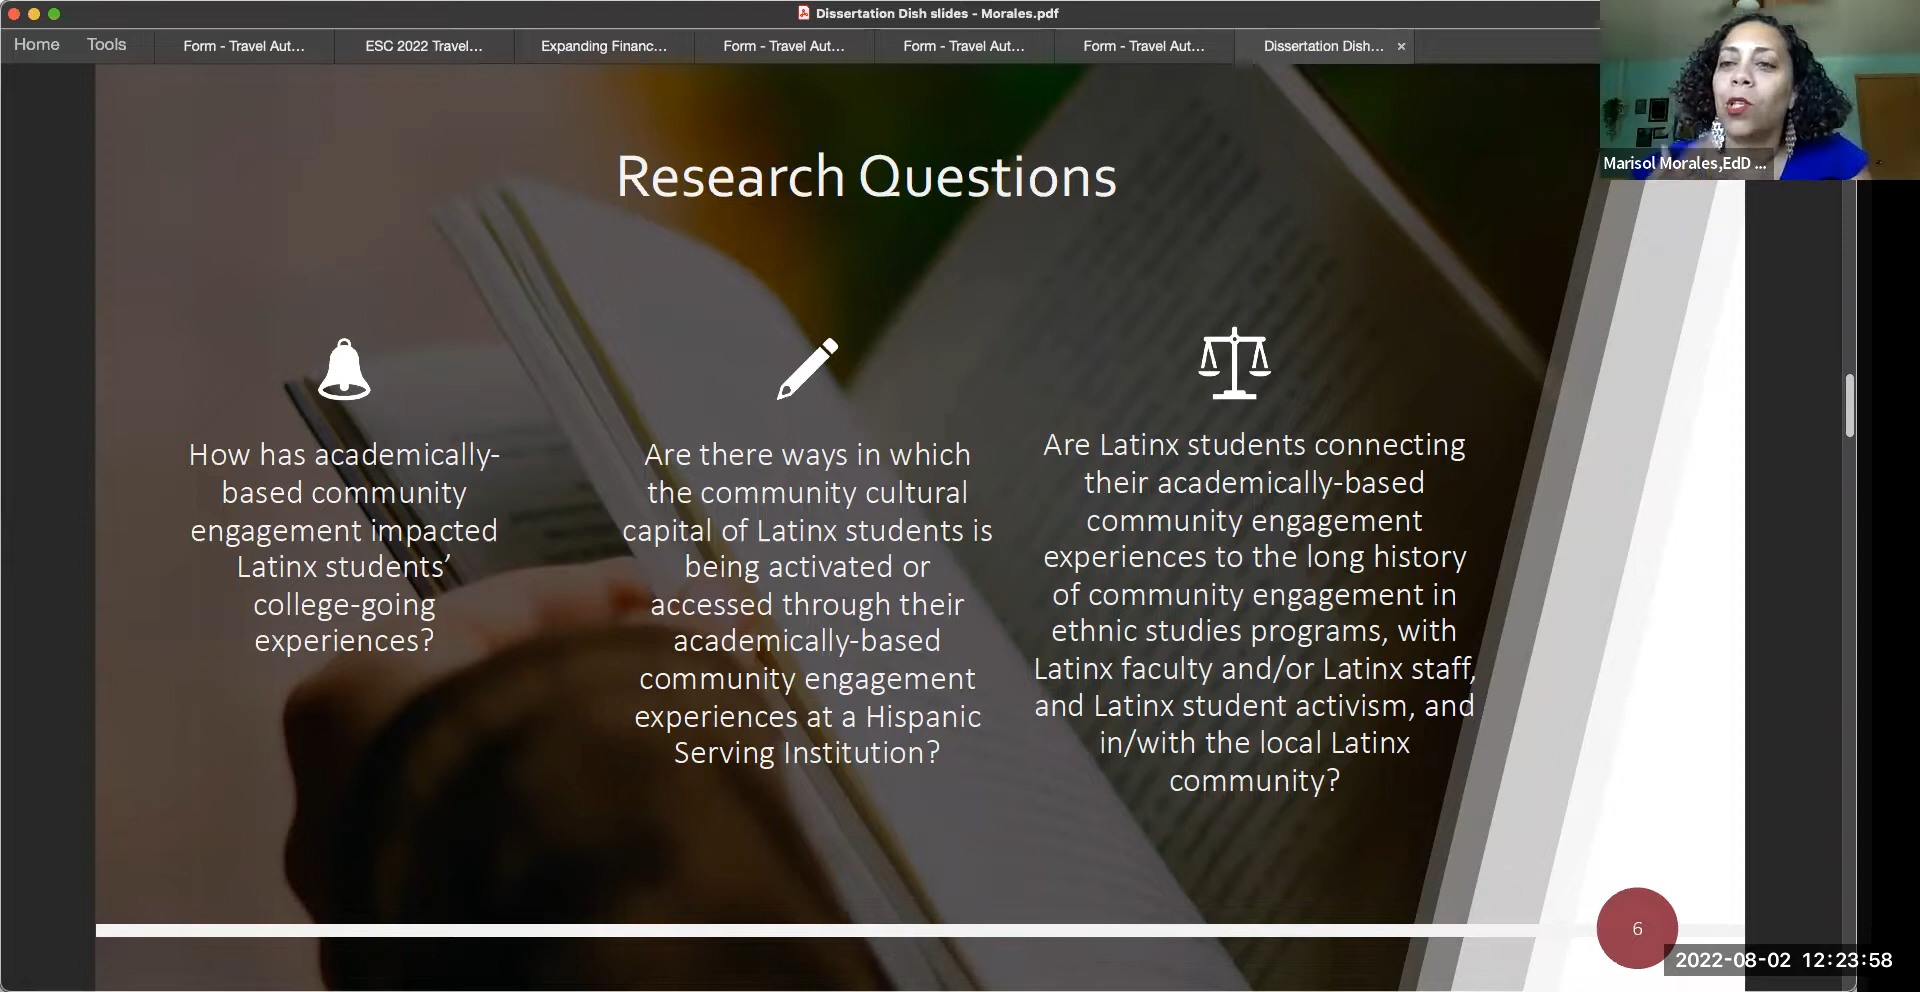 Dissertation Dish slides - Morales.pdf
Home Tools Form - Travel Aut... ESC 2022 Travel... Expanding Financ... Form - Travel Aut... Form - Travel Aut... Form - Travel Aut... Dissertation Dish... ×
Marisol Morales,EdD ...
Research Questions
How has academically-
based community
engagement impacted
Latinx students’
college-going
experiences?
Are there ways in which
the community cultural
capital of Latinx students is
being activated or
accessed through their
academically-based
community engagement
experiences at a Hispanic
Serving Institution?
Are Latinx students connecting
their academically-based
community engagement
experiences to the long history
of community engagement in
ethnic studies programs, with
Latinx faculty and/or Latinx staff,
and Latinx student activism, and
in/with the local Latinx
community?
6
2022-08-02 12:23:58